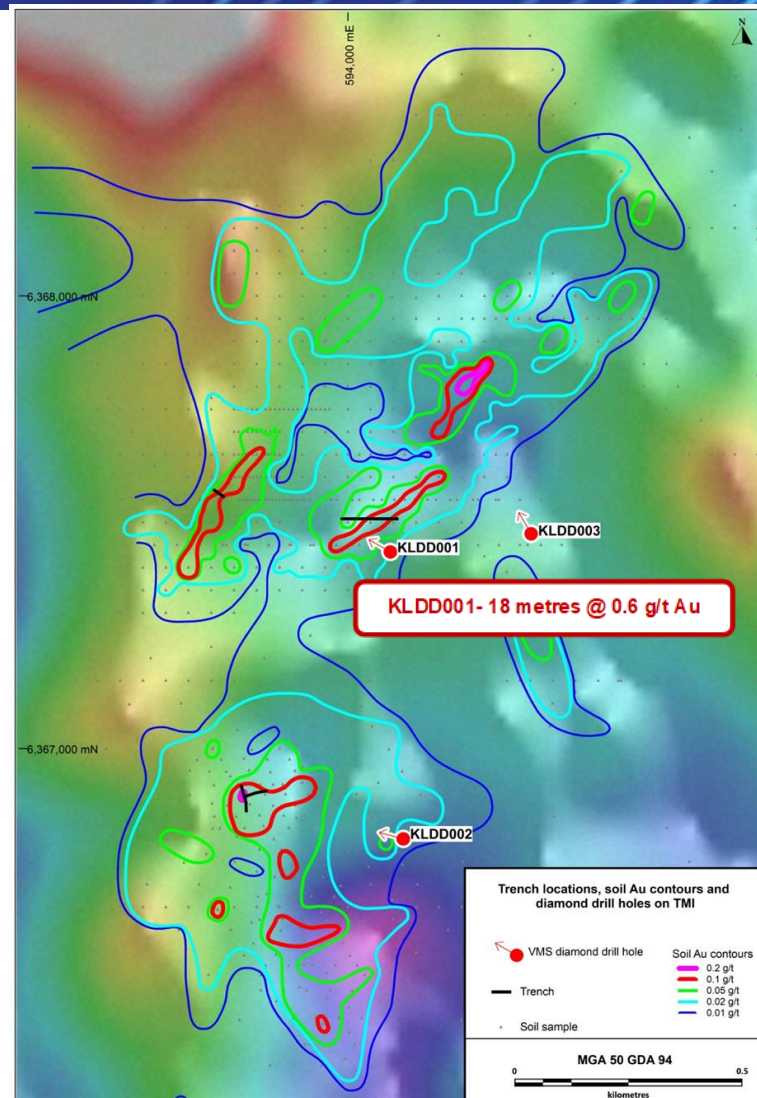 N
594,000 mE
6,368,000 mN
KLDD001
KLDD003
KLDD001- 18 metres @ 0.6 g/t Au
6,367,000 mN
KLDD002
Trench locations, soil Au contours and
diamond drill holes on TMI
VMS diamond drill hole
Trench
Soil sample
Soil Au contours
0.2 g/t
0.1 g/t
0.05 g/t
0.02 g/t
0.01 g/t
MGA 50 GDA 94
0 0.5
kilometres